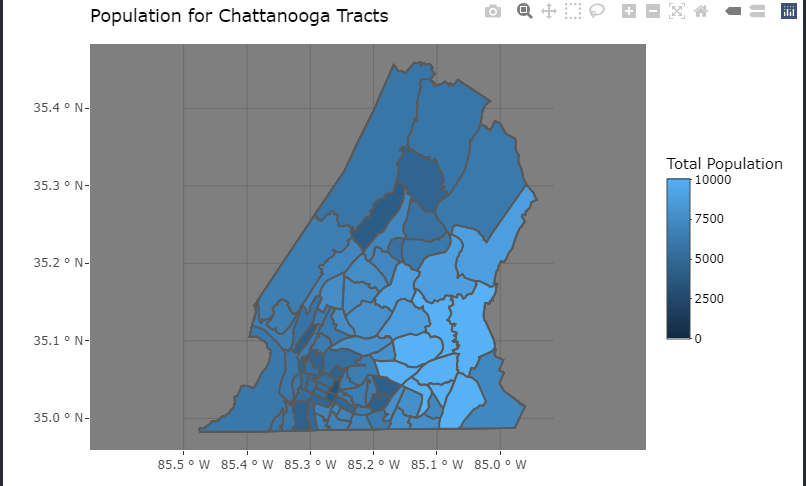 Population for Chattanooga Tracts
35.4 ° N
35.3 ° N
35.2 ° N
35.1 ° N
35.0 ° N
85.5 ° W 85.4 ° W 85.3 ° W 85.2 ° W 85.1 ° W 85.0 ° W
Total Population
10000
7500
5000
2500
0